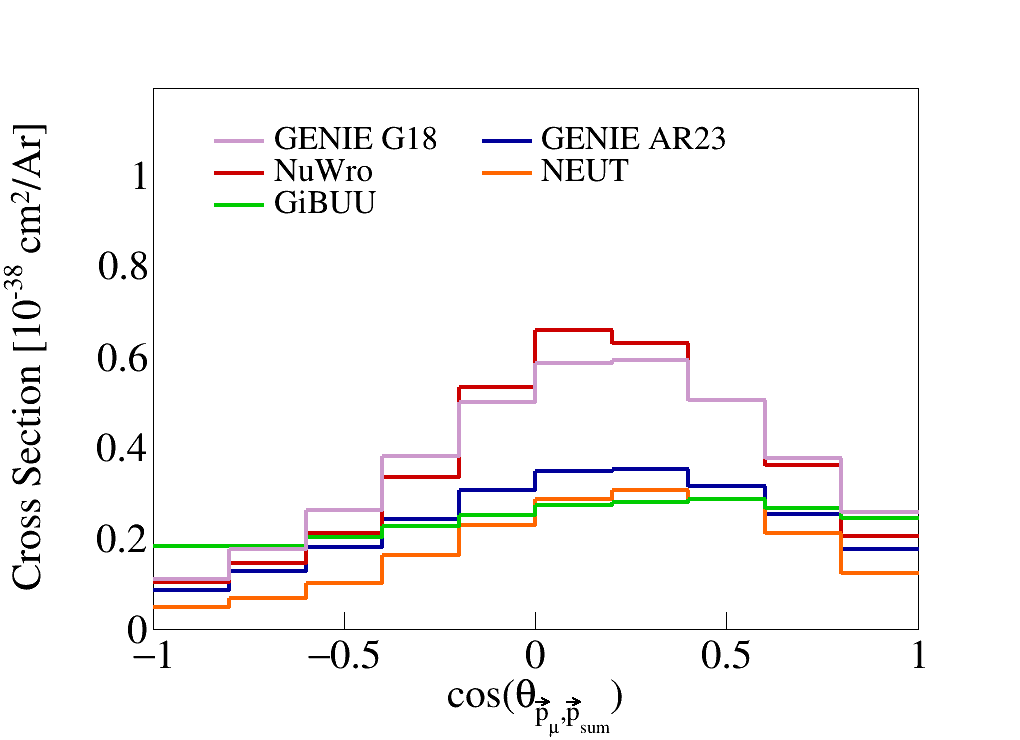 GENIE G18 GENIE AR23
NuWro NEUT
GiBUU
Cross Section [10⁻³⁸ cm²/Ar]
1
0.8
0.6
0.4
0.2
0
−1 −0.5 0 0.5 1
cos(θ p⃗μ,p⃗sum)